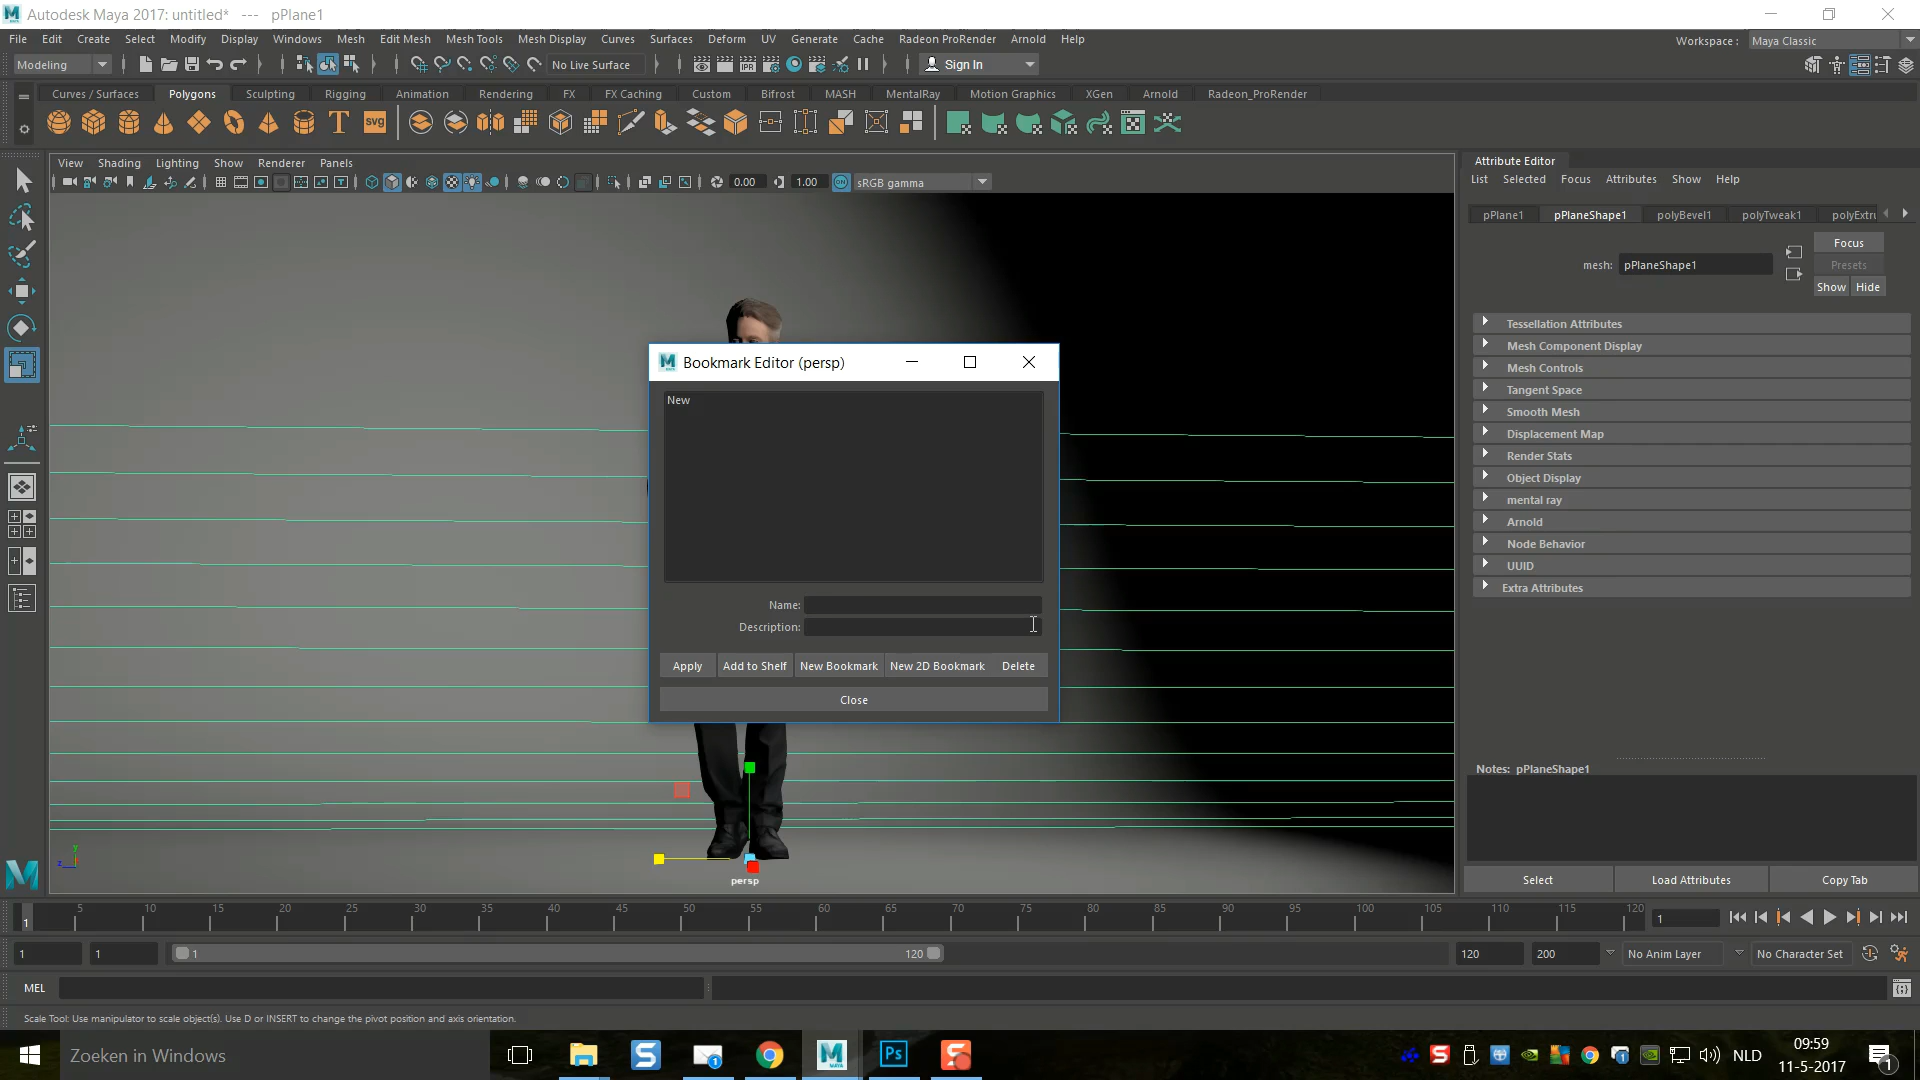 Autodesk Maya 2017: untitled* --- pPlane1
File Edit Create Select Modify Display Windows Mesh Edit Mesh Mesh Tools Mesh Display Curves Surfaces Deform UV Generate Cache Radeon ProRender Arnold Help
Workspace : Maya Classic
Modeling No Live Surface IPR Sign In
Curves / Surfaces Polygons Sculpting Rigging Animation Rendering FX FX Caching Custom Bifrost MASH MentalRay Motion Graphics XGen Arnold Radeon_ProRender
T SVG
View Shading Lighting Show Renderer Panels
0.00 1.00 ON sRGB gamma
Attribute Editor
List Selected Focus Attributes Show Help
pPlane1 pPlaneShape1 polyBevel1 polyTweak1 polyExtru
mesh: pPlaneShape1
Focus
Presets
Show Hide
Tessellation Attributes
Mesh Component Display
Mesh Controls
Tangent Space
Smooth Mesh
Displacement Map
Render Stats
Object Display
mental ray
Arnold
Node Behavior
UUID
Extra Attributes
Notes: pPlaneShape1
Select Load Attributes Copy Tab
Bookmark Editor (persp)
New
Name:
Description:
Apply Add to Shelf New Bookmark New 2D Bookmark Delete
Close
y
z
persp
1 5 10 15 20 25 30 35 40 45 50 55 60 65 70 75 80 85 90 95 100 105 110 115 120 1
1 1 1 120 120 200 No Anim Layer No Character Set
MEL
Scale Tool: Use manipulator to scale object(s). Use D or INSERT to change the pivot position and axis orientation.
Zoeken in Windows
Ps
NLD
09:59
11-5-2017
1